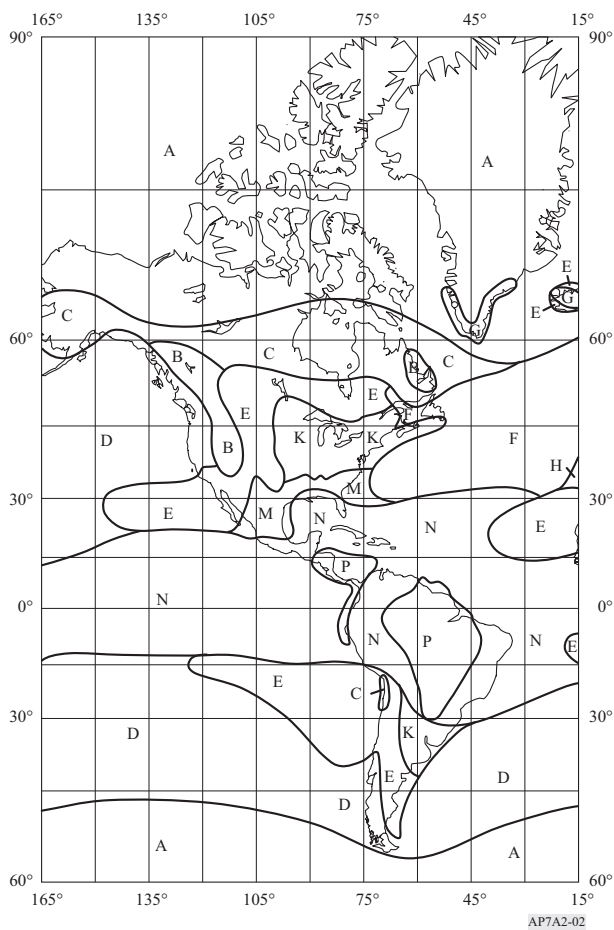 165° 135° 105° 75° 45° 15°
90° 90°
A A
E
C G
E
G
60° 60°
B C B C
E
E F
K K F
D B
H
M
30° 30°
E M N N E
P
N
0° 0°
N P N E
E
C
30° 30°
D K
E D
D
A A
60° 60°
165° 135° 105° 75° 45° 15°
AP7A2-02